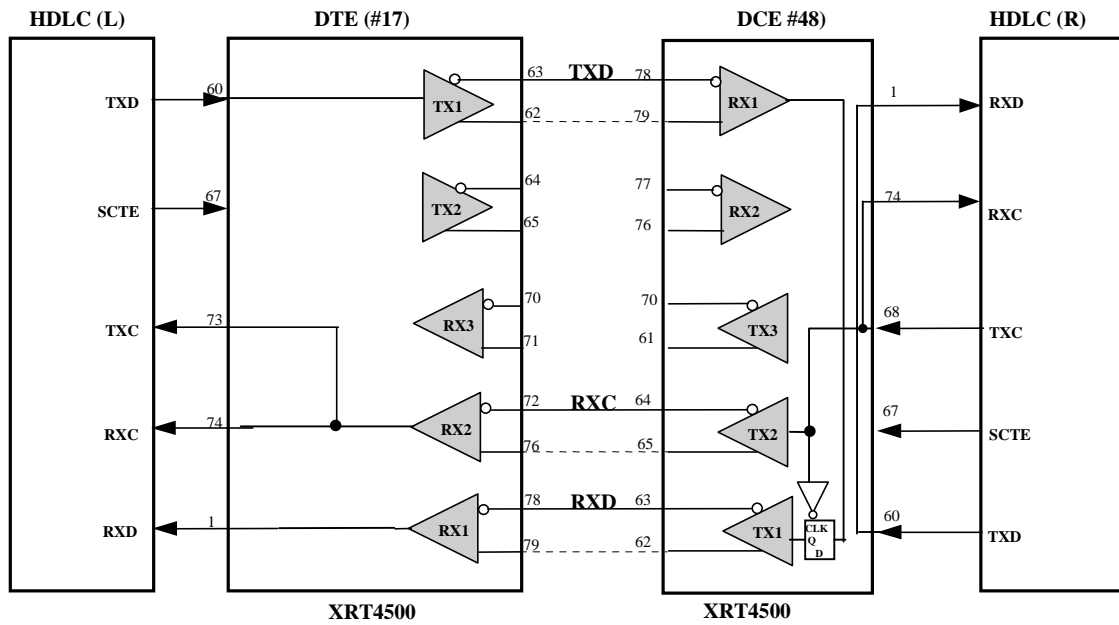 HDLC (L) DTE (#17) DCE #48) HDLC (R)
63 TXD 78
60 1
TXD TX1 RX1 RXD
62 79
64 77
67 74
SCTE TX2 RX2 RXC
65 76
70 70
73 68
TXC RX3 TX3 TXC
71 61
72 RXC 64
74 67
RXC RX2 TX2 SCTE
76 65
78 RXD 63
1 60
RXD RX1 TX1 CLK Q D TXD
79 62
XRT4500 XRT4500